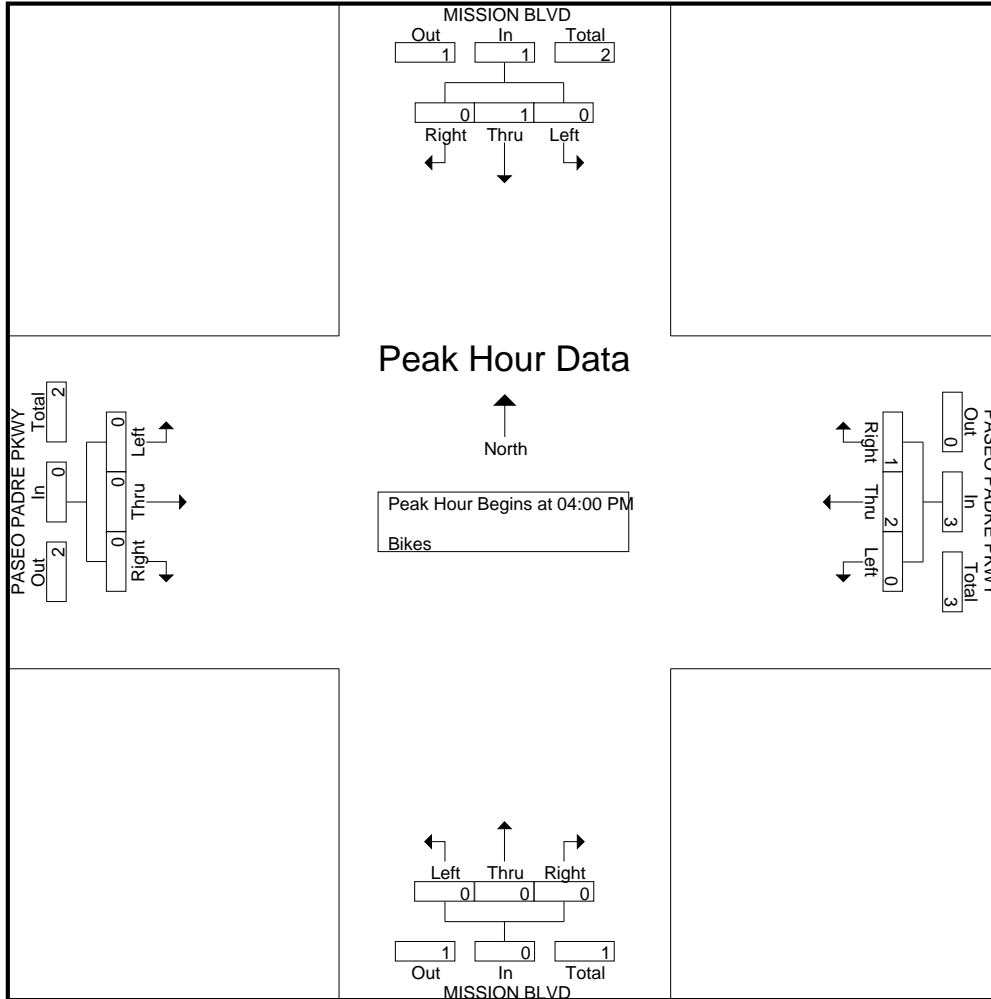 MISSION BLVD
Out In Total
1 1 2
0 1 0
Right Thru Left
Peak Hour Data
North
Peak Hour Begins at 04:00 PM
Bikes
PASEO PADRE PKWY
Out In Total
2 0 2
0 0 0
Right Thru Left
PASEO PADRE PKWY
Out In Total
0 3 3
1 2 0
Right Thru Left
Left Thru Right
0 0 0
1 0 1
Out In Total
MISSION BLVD